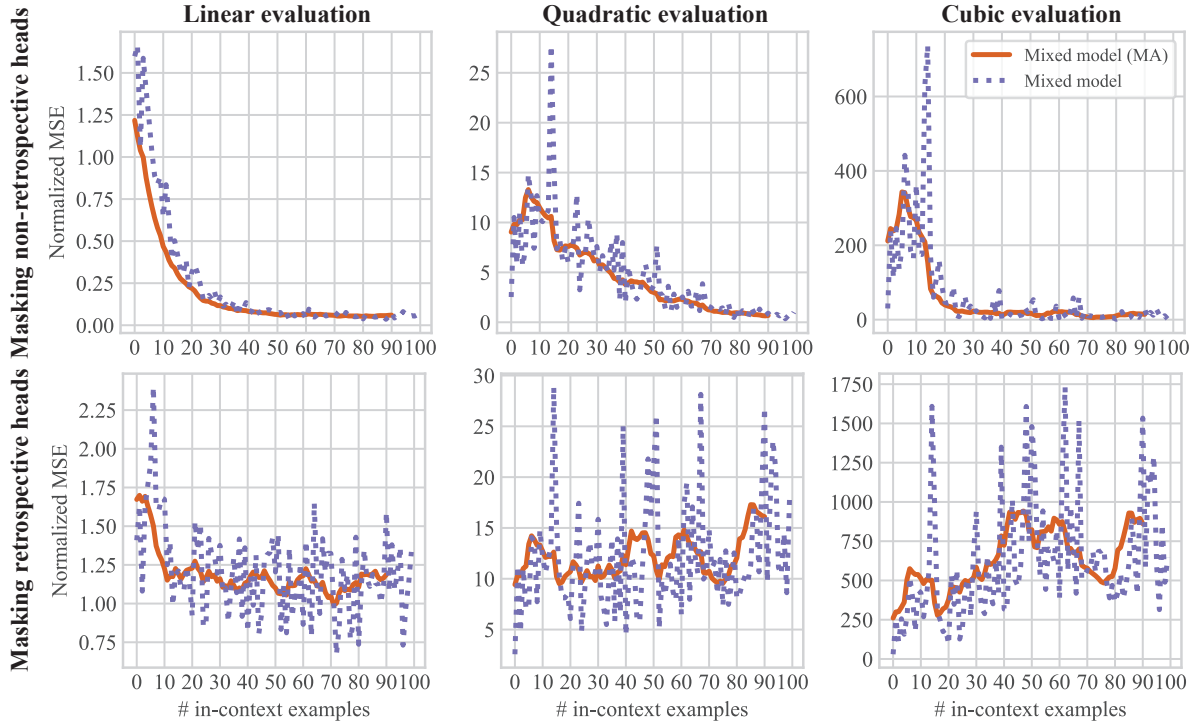 Linear evaluation
Quadratic evaluation
Cubic evaluation
Masking non-retrospective heads
Normalized MSE
1.50
1.25
1.00
0.75
0.50
0.25
0.00
0 10 20 30 40 50 60 70 80 90 100
25
20
15
10
5
0
0 10 20 30 40 50 60 70 80 90 100
600
400
200
0
0 10 20 30 40 50 60 70 80 90 100
Mixed model (MA)
Mixed model
Masking retrospective heads
Normalized MSE
2.25
2.00
1.75
1.50
1.25
1.00
0.75
0 10 20 30 40 50 60 70 80 90 100
# in-context examples
30
25
20
15
10
5
0 10 20 30 40 50 60 70 80 90 100
# in-context examples
1750
1500
1250
1000
750
500
250
0
0 10 20 30 40 50 60 70 80 90 100
# in-context examples